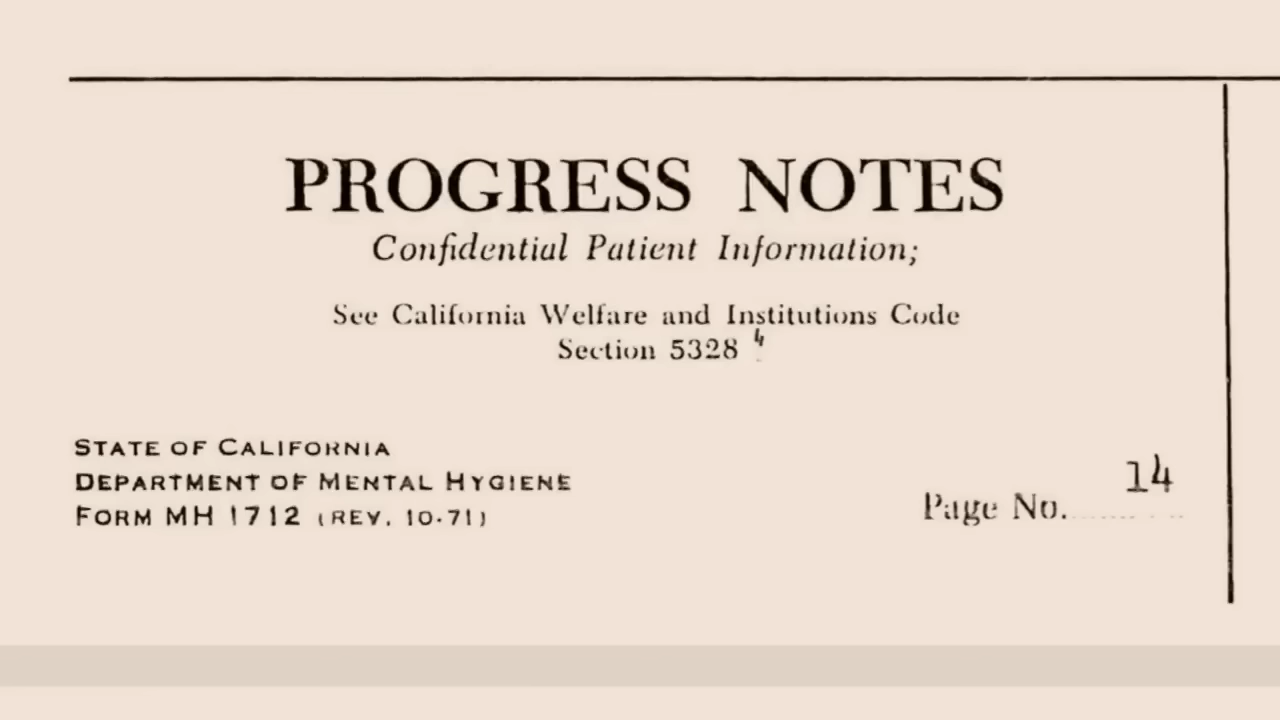 PROGRESS NOTES
Confidential Patient Information;
See California Welfare and Institutions Code
Section 5328
STATE OF CALIFORNIA
DEPARTMENT OF MENTAL HYGIENE
FORM MH 1712 (REV. 10-71)
Page No. 14